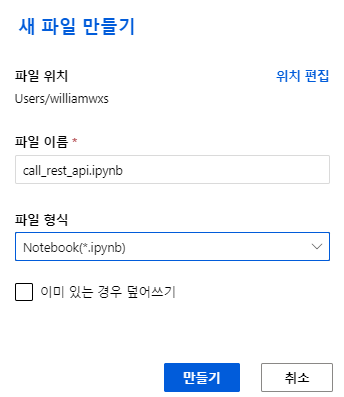 새 파일 만들기
파일 위치 위치 편집
Users/williamwxs
파일 이름 *
call_rest_api.ipynb
파일 형식
Notebook(*.ipynb)
이미 있는 경우 덮어쓰기
만들기 취소